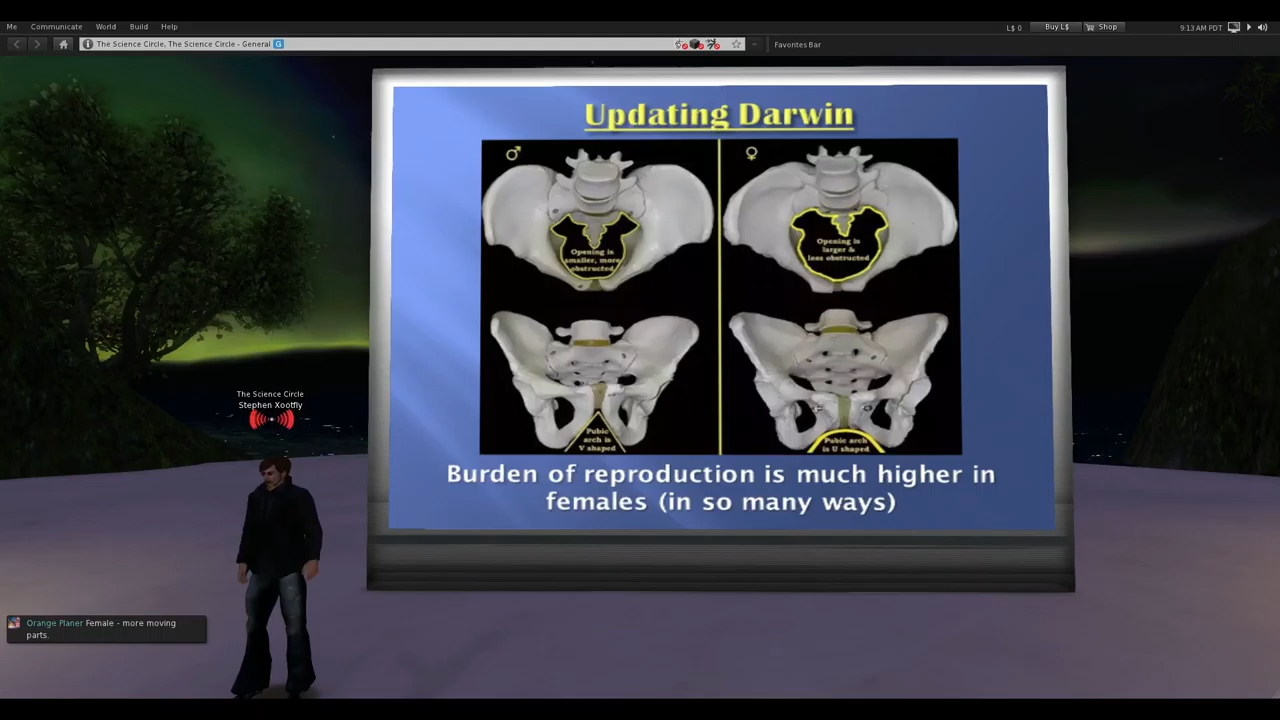 Me Communicate World Build Help
L$ 0 Buy L$ Shop 9:13 AM PDT
The Science Circle, The Science Circle - General G
Favorites Bar
Updating Darwin
♂ ♀
Opening is
smaller, more
obstructed
Opening is
larger &
less obstructed
Pubic
arch is
V shaped
Pubic arch
is U shaped
Burden of reproduction is much higher in
females (in so many ways)
The Science Circle
Stephen Xootfly
Orange Planer Female - more moving
parts.